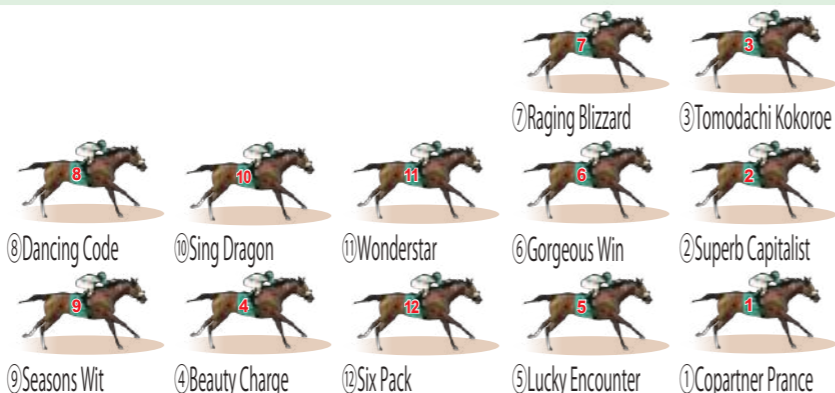 7
3
⑦Raging Blizzard
③Tomodachi Kokoroe
8
10
11
6
2
⑧Dancing Code
⑩Sing Dragon
⑪Wonderstar
⑥Gorgeous Win
②Superb Capitalist
9
4
12
5
1
⑨Seasons Wit
④Beauty Charge
⑫Six Pack
⑤Lucky Encounter
①Copartner Prance